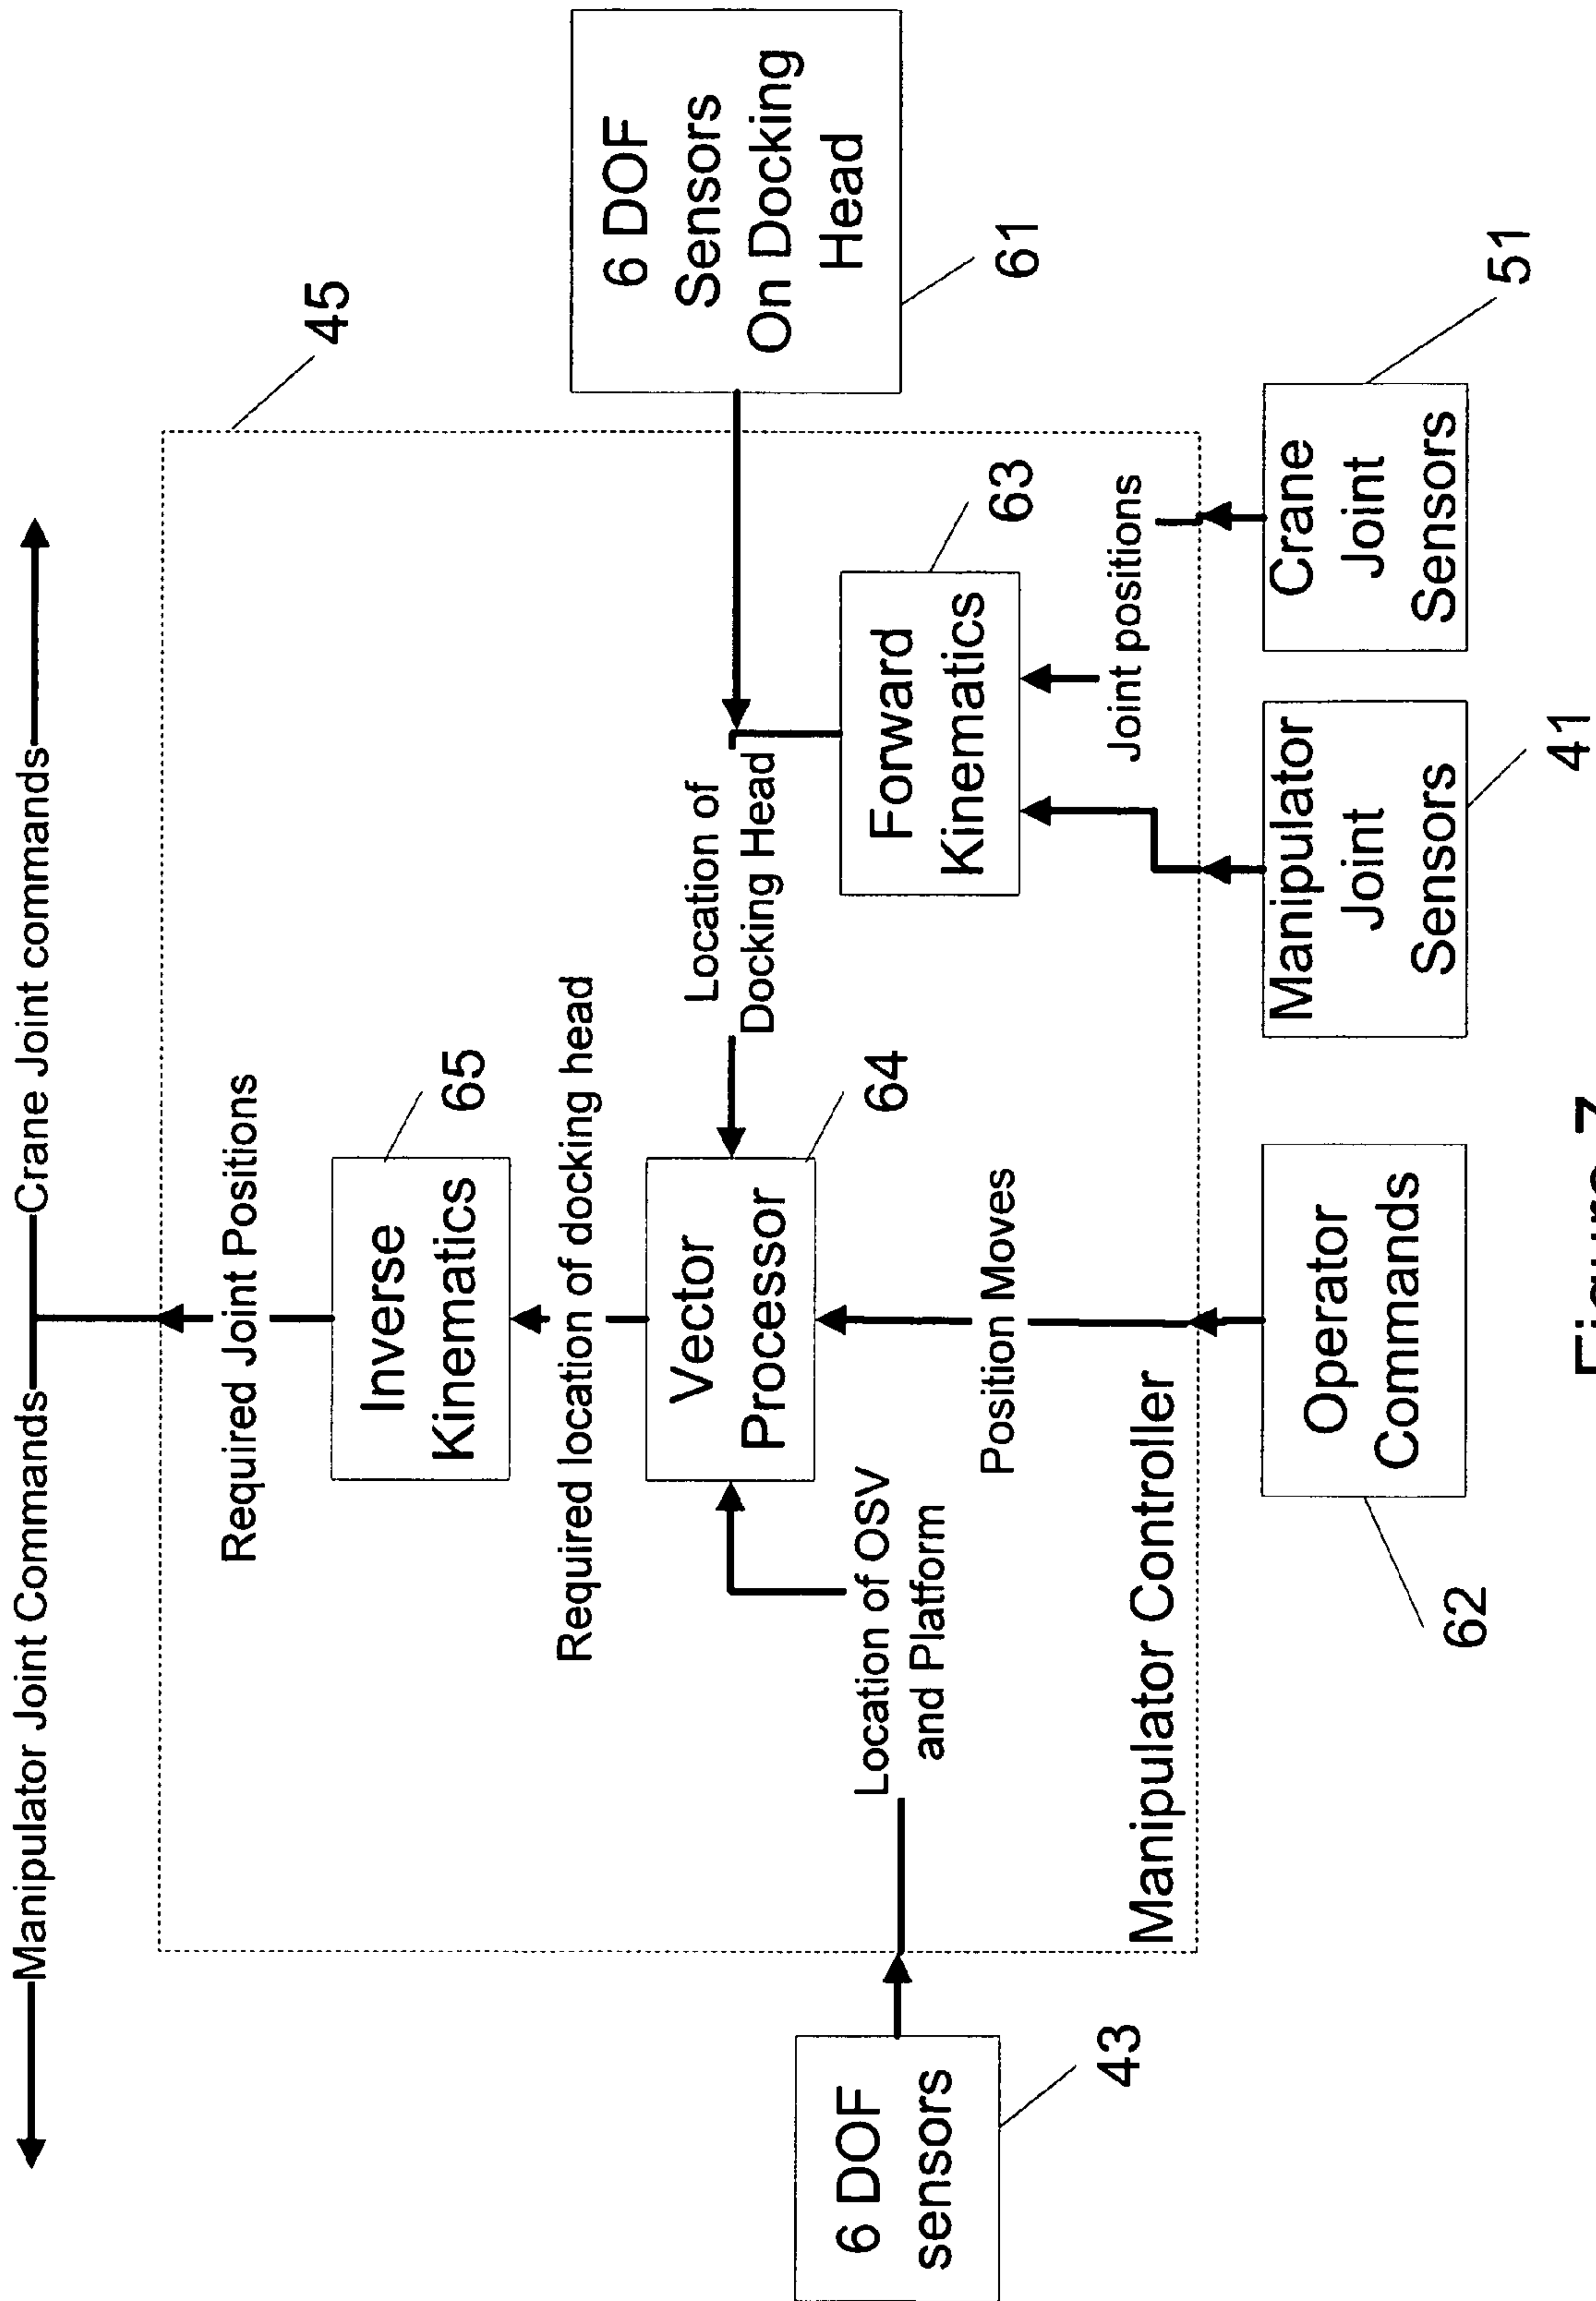 Manipulator Joint Commands
Crane Joint commands
Required Joint Positions
45
Inverse
Kinematics
65
Required location of docking head
6 DOF
Sensors
On Docking
Head
61
Location of
Docking Head
Vector
Processor
64
6 DOF
sensors
43
Location of OSV
and Platform
Forward
Kinematics
63
Position Moves
Joint positions
Manipulator Controller
Operator
Commands
62
Manipulator
Joint
Sensors
41
Crane
Joint
Sensors
51
Figure 7